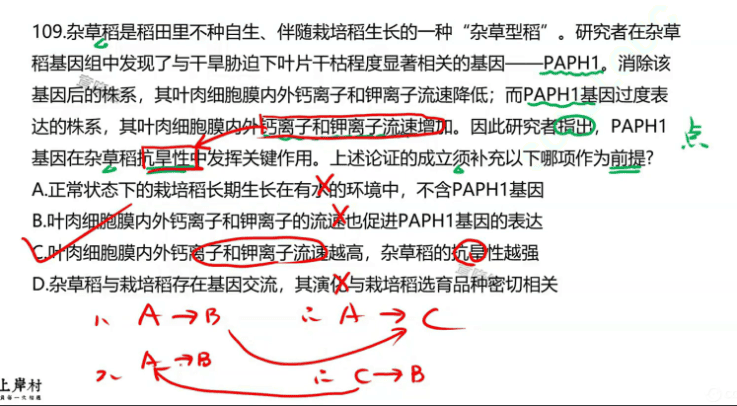 109.杂草稻是稻田里不种自生、伴随栽培稻生长的一种“杂草型稻”。研究者在杂草
稻基因组中发现了与干旱胁迫下叶片干枯程度显著相关的基因——PAPH1。消除该
基因后的株系，其叶肉细胞膜内外钙离子和钾离子流速降低；而PAPH1基因过度表
达的株系，其叶肉细胞膜内外钙离子和钾离子流速增加。因此研究者指出，PAPH1
点
基因在杂草稻抗旱性中发挥关键作用。上述论证的成立须补充以下哪项作为前提?
A.正常状态下的栽培稻长期生长在有水的环境中，不含PAPH1基因
B.叶肉细胞膜内外钙离子和钾离子的流速也促进PAPH1基因的表达
C.叶肉细胞膜内外钙离子和钾离子流速越高，杂草稻的抗旱性越强
D.杂草稻与栽培稻存在基因交流，其演化与栽培稻选育品种密切相关
1、 A→B ∴ A → C
2、 A→B ∴ C→B
上岸村